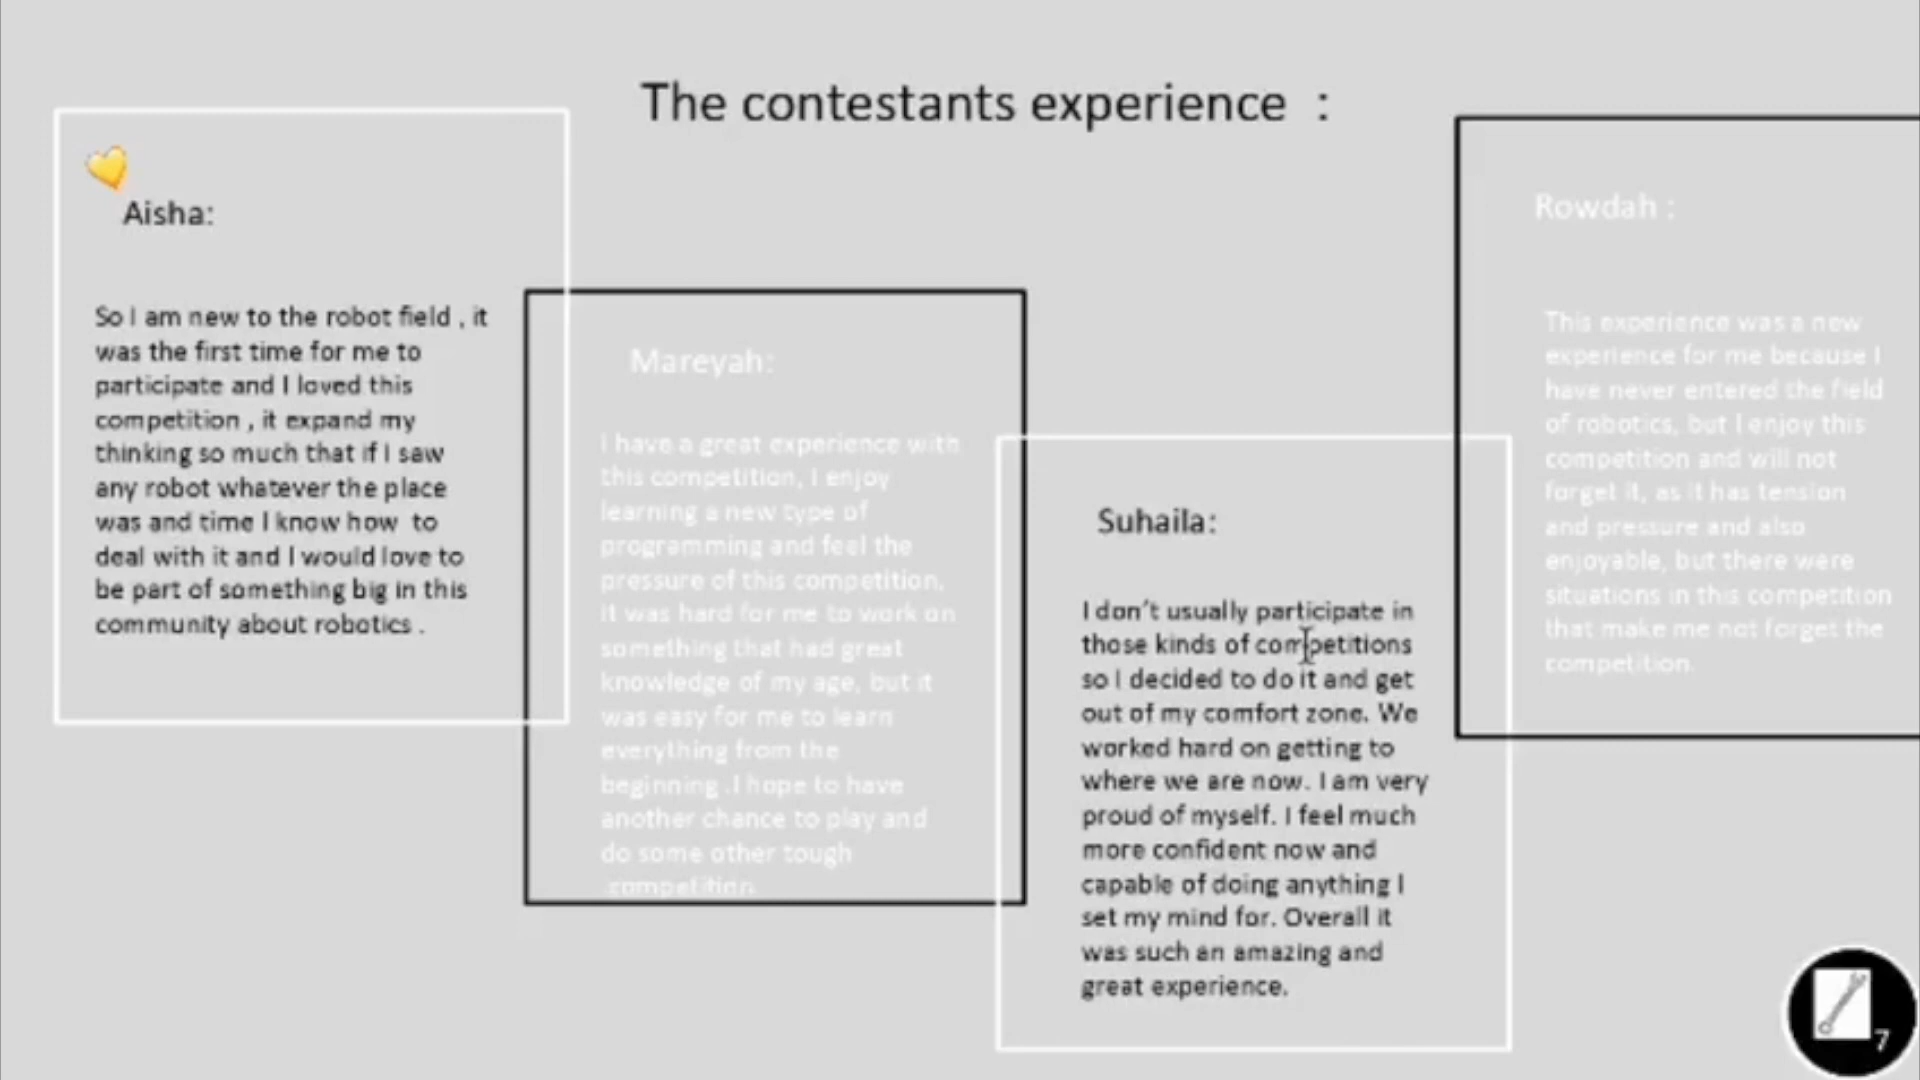 The contestants experience :
Aisha:
So I am new to the robot field , it
was the first time for me to
participate and I loved this
competition , it expand my
thinking so much that if I saw
any robot whatever the place
was and time I know how to
deal with it and I would love to
be part of something big in this
community about robotics .
Mareyah:
I have a great experience with
this competition, I enjoy
learning a new type of
programming and feel the
pressure of this competition.
it was hard for me to work on
something that had great
knowledge of my age, but it
was easy for me to learn
everything from the
beginning .I hope to have
another chance to play and
do some other tough
competition.
Suhaila:
I don’t usually participate in
those kinds of competitions
so I decided to do it and get
out of my comfort zone. We
worked hard on getting to
where we are now. I am very
proud of myself. I feel much
more confident now and
capable of doing anything I
set my mind for. Overall it
was such an amazing and
great experience.
Rowdah :
This experience was a new
experience for me because I
have never entered the field
of robotics, but I enjoy this
competition and will not
forget it, as it has tension
and pressure and also
enjoyable, but there were
situations in this competition
that make me not forget the
competition.
7